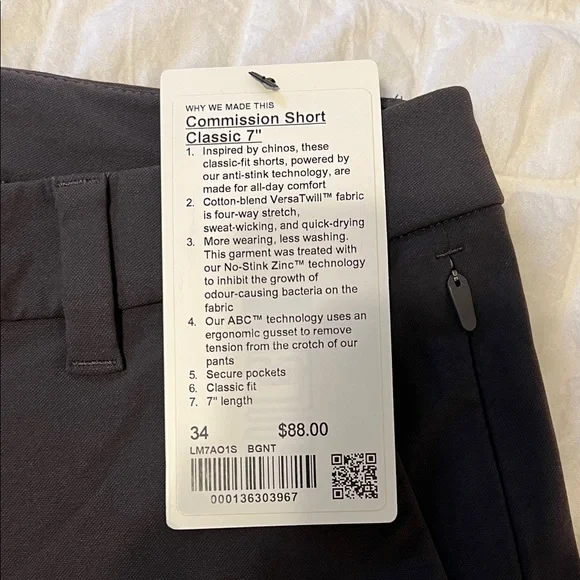 WHY WE MADE THIS
Commission Short
Classic 7"
1. Inspired by chinos, these
classic-fit shorts, powered by
our anti-stink technology, are
made for all-day comfort
2. Cotton-blend VersaTwill™ fabric
is four-way stretch,
sweat-wicking, and quick-drying
3. More wearing, less washing.
This garment was treated with
our No-Stink Zinc™ technology
to inhibit the growth of
odour-causing bacteria on the
fabric
4. Our ABC™ technology uses an
ergonomic gusset to remove
tension from the crotch of our
pants
5. Secure pockets
6. Classic fit
7. 7" length
34 $88.00
LM7AO1S BGNT
000136303967